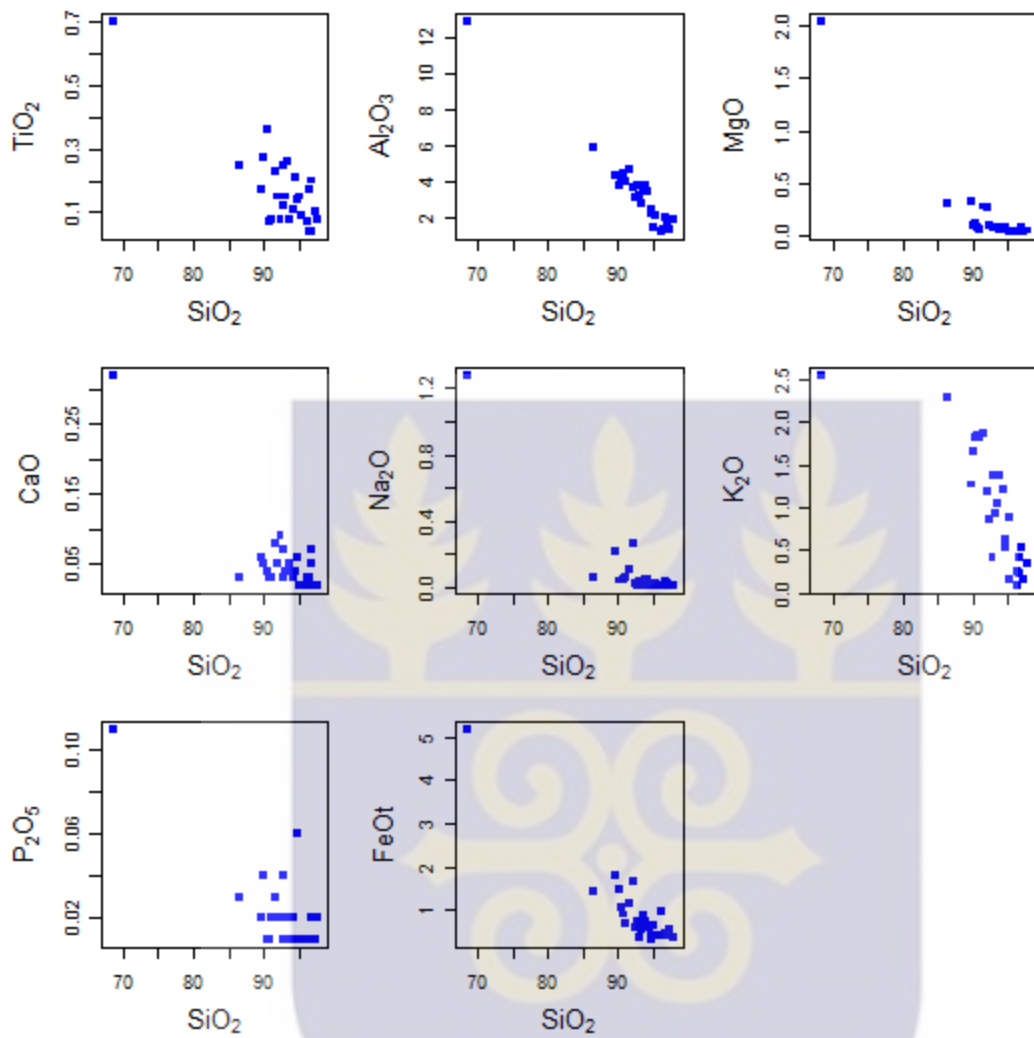 TiO₂
0.1 0.3 0.5 0.7
70 80 90
SiO₂
Al₂O₃
2 4 6 8 10 12
70 80 90
SiO₂
MgO
0.0 0.5 1.0 1.5 2.0
70 80 90
SiO₂
CaO
0.05 0.15 0.25
70 80 90
SiO₂
Na₂O
0.0 0.4 0.8 1.2
70 80 90
SiO₂
K₂O
0.0 0.5 1.0 1.5 2.0 2.5
70 80 90
SiO₂
P₂O₅
0.02 0.06 0.10
70 80 90
SiO₂
FeOt
1 2 3 4 5
70 80 90
SiO₂